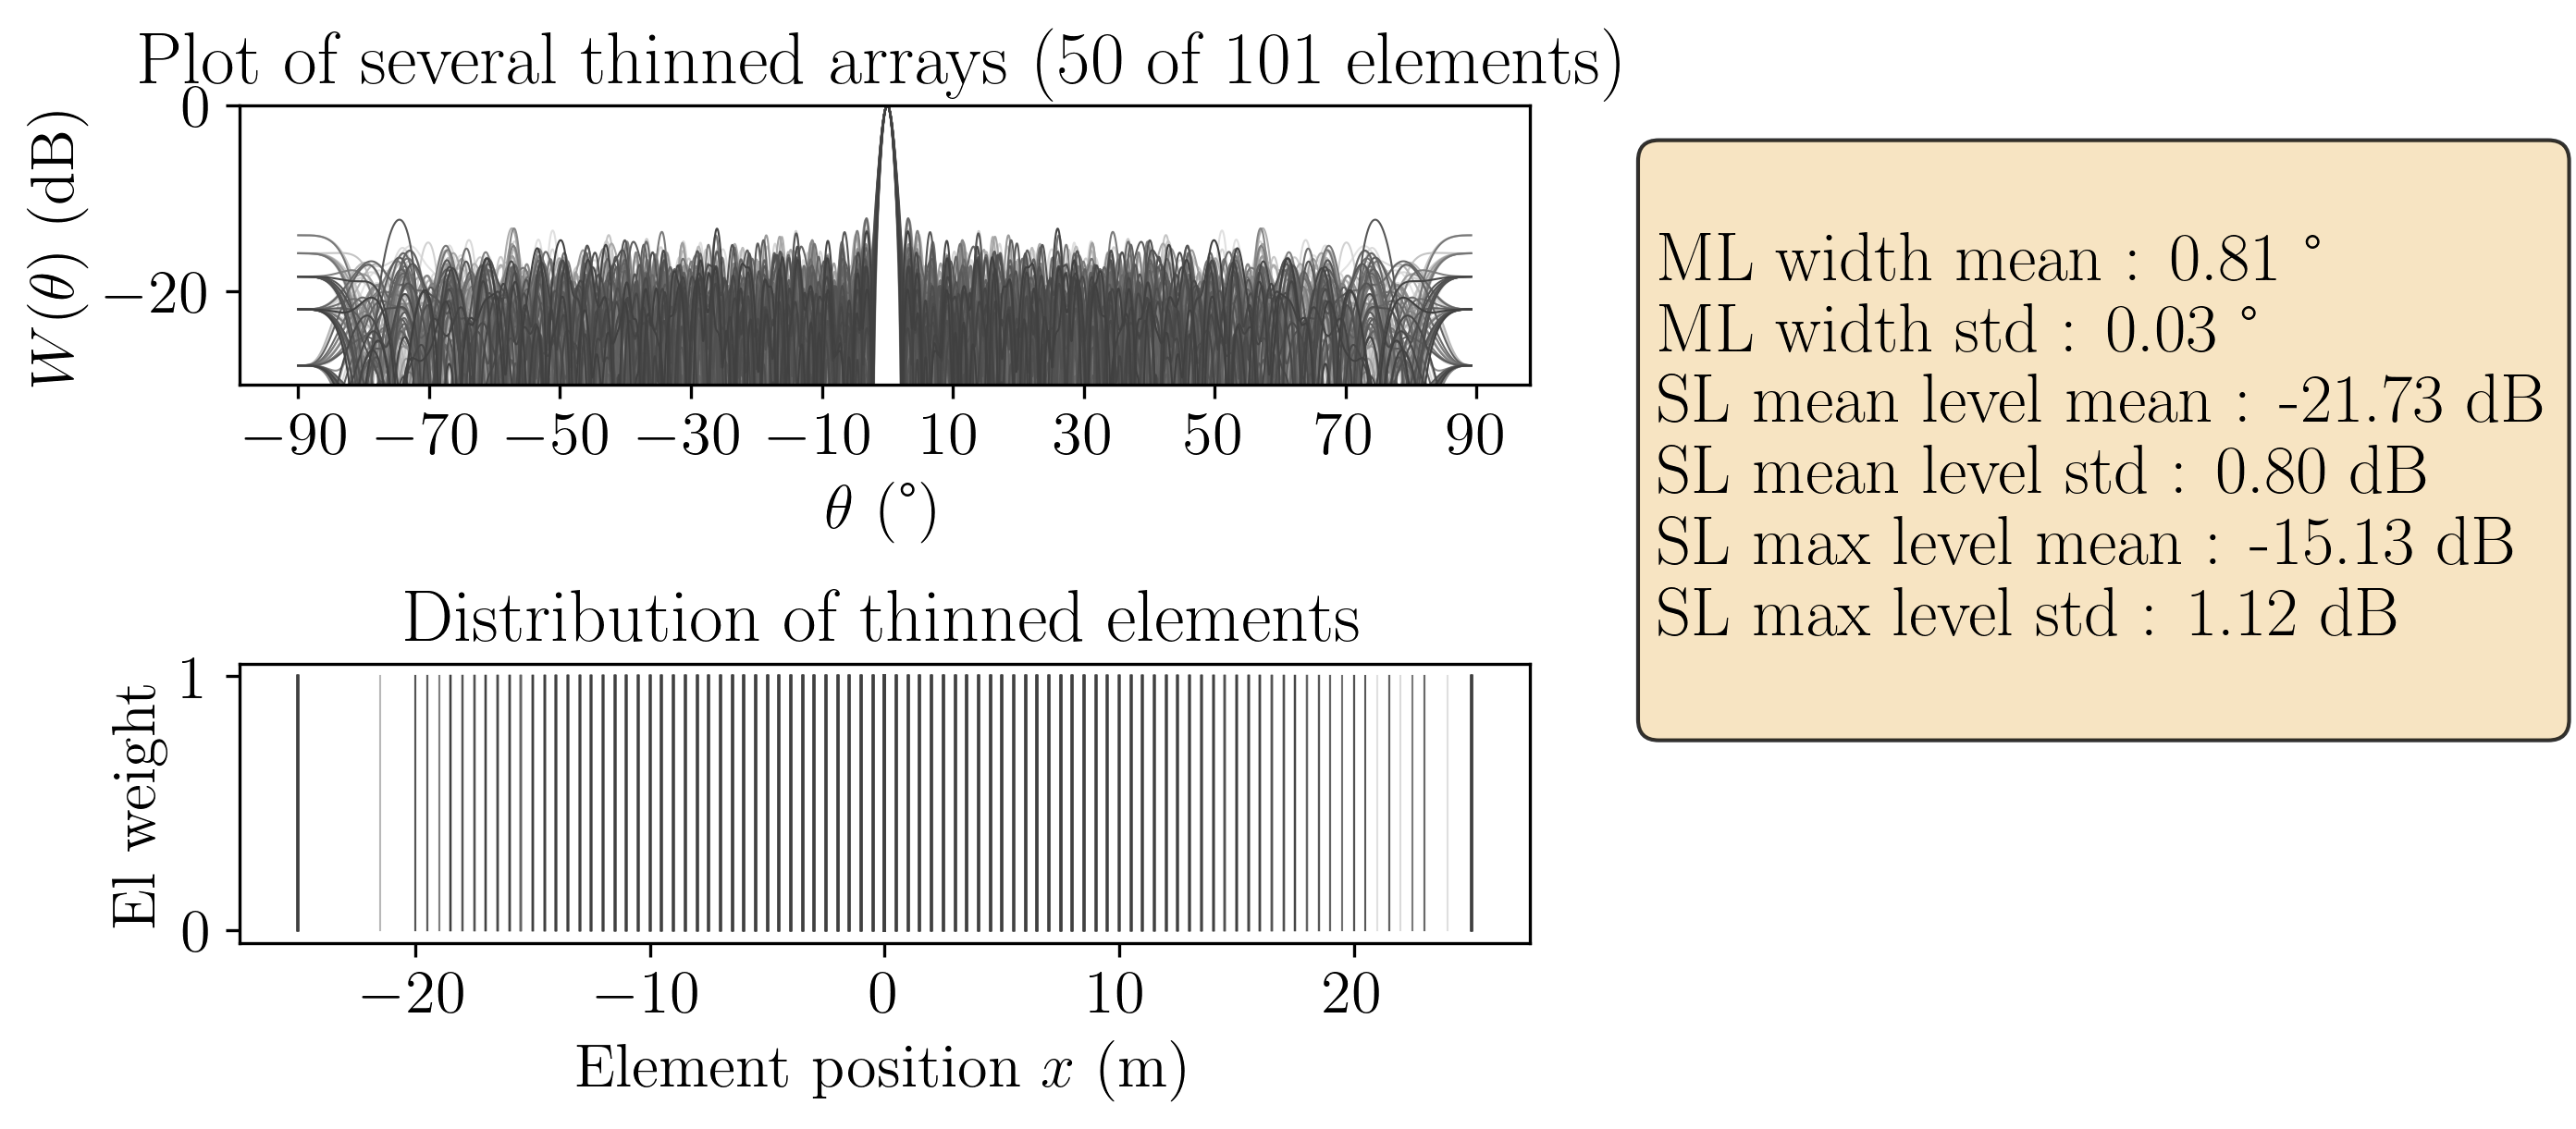 Plot of several thinned arrays (50 of 101 elements)
W(θ) (dB)
0
−20
−90 −70 −50 −30 −10 10 30 50 70 90
θ (°)
Distribution of thinned elements
El weight
1
0
−20 −10 0 10 20
Element position x (m)
ML width mean : 0.81 °
ML width std : 0.03 °
SL mean level mean : -21.73 dB
SL mean level std : 0.80 dB
SL max level mean : -15.13 dB
SL max level std : 1.12 dB